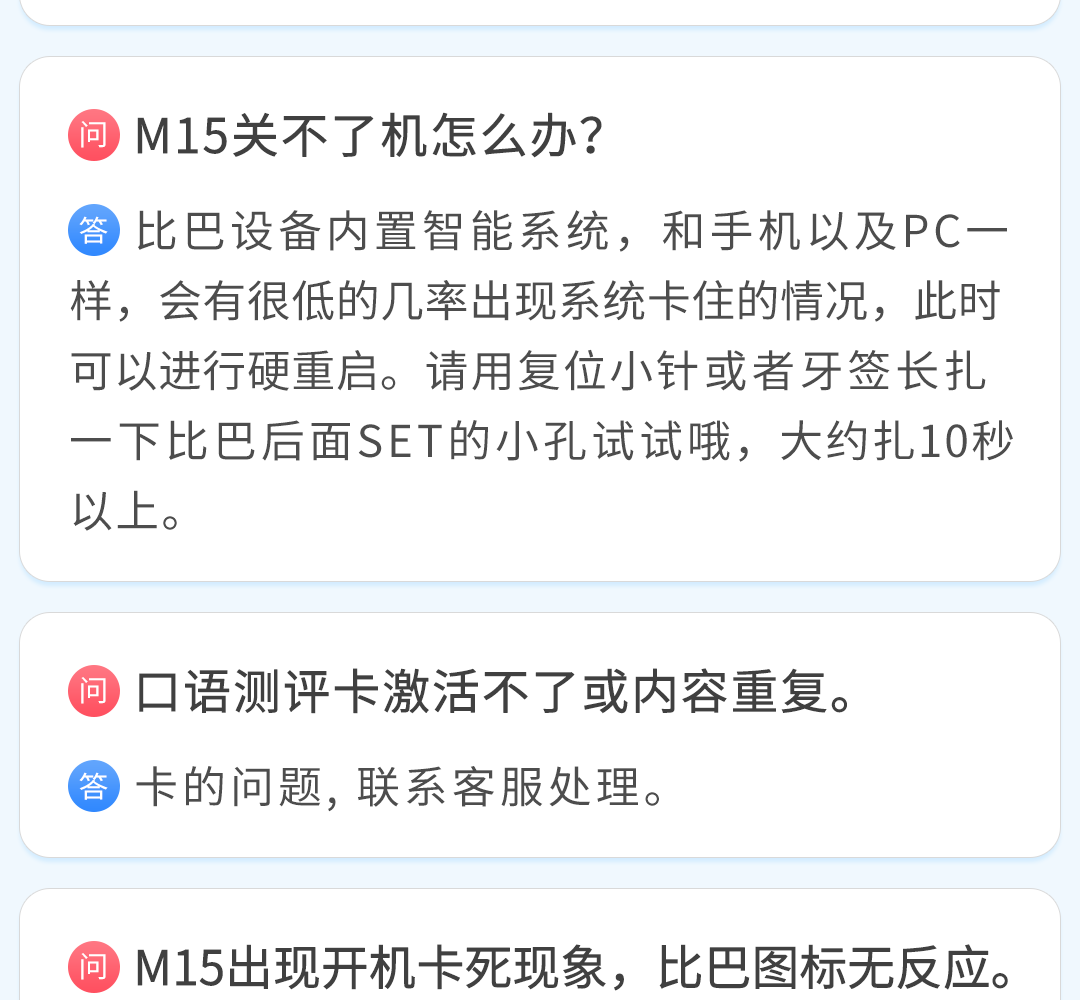 问 M15关不了机怎么办？
答 比巴设备内置智能系统，和手机以及PC一
样，会有很低的几率出现系统卡住的情况，此时
可以进行硬重启。请用复位小针或者牙签长扎
一下比巴后面SET的小孔试试哦，大约扎10秒
以上。
问 口语测评卡激活不了或内容重复。
答 卡的问题, 联系客服处理。
问 M15出现开机卡死现象，比巴图标无反应。